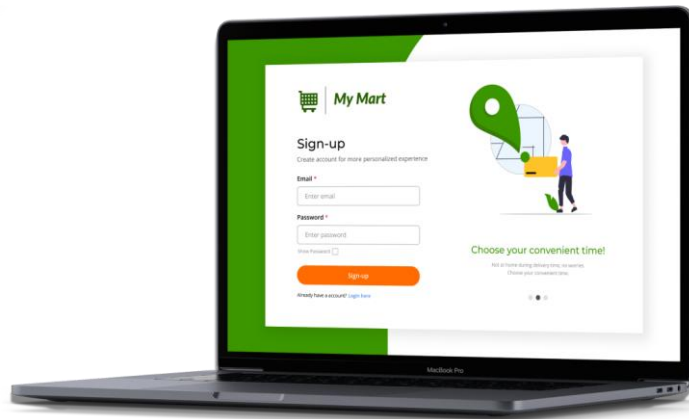 My Mart
Sign-up
Create account for more personalized experience
Email *
Enter email
Password *
Enter password
Show Password
Sign-up
Already have a account? Login here
Choose your convenient time!
Not at home during delivery time, no worries
Choose your convenient time.
MacBook Pro